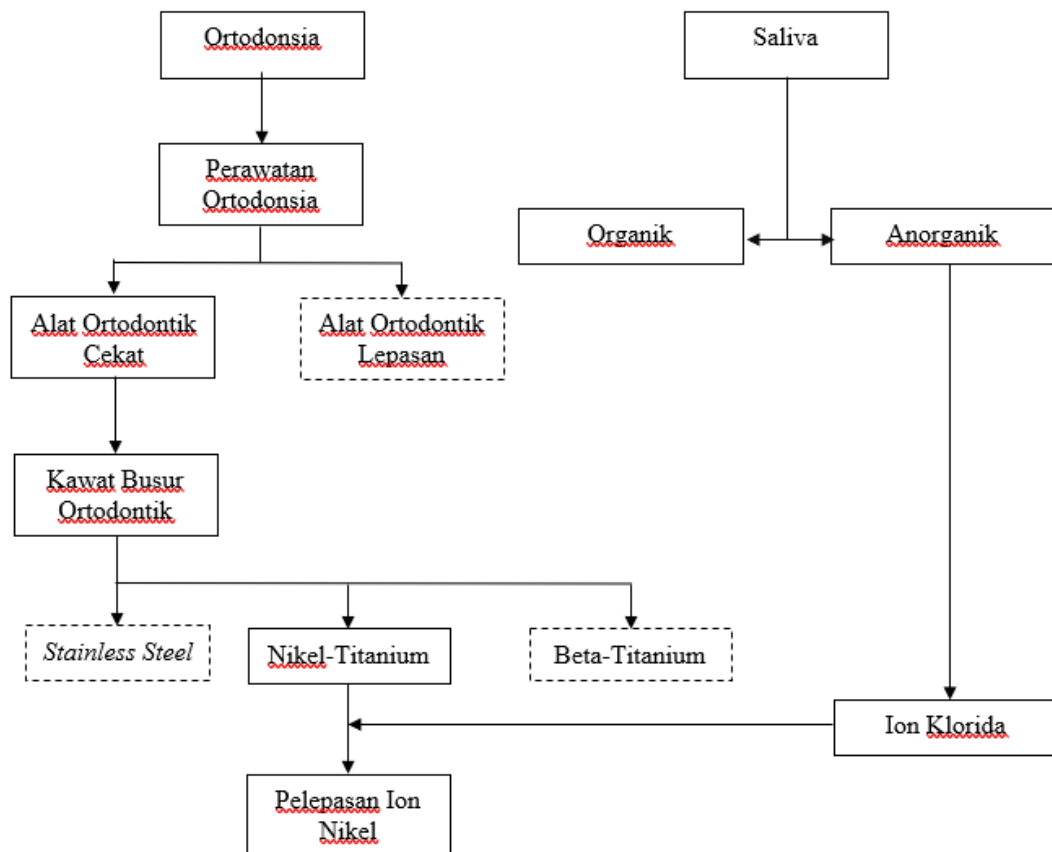 Ortodonsia
Saliva
Perawatan
Ortodonsia
Organik
Anorganik
Alat Ortodontik
Cekat
Alat Ortodontik
Lepasan
Kawat Busur
Ortodontik
Stainless Steel
Nikel-Titanium
Beta-Titanium
Ion Klorida
Pelepasan Ion
Nikel